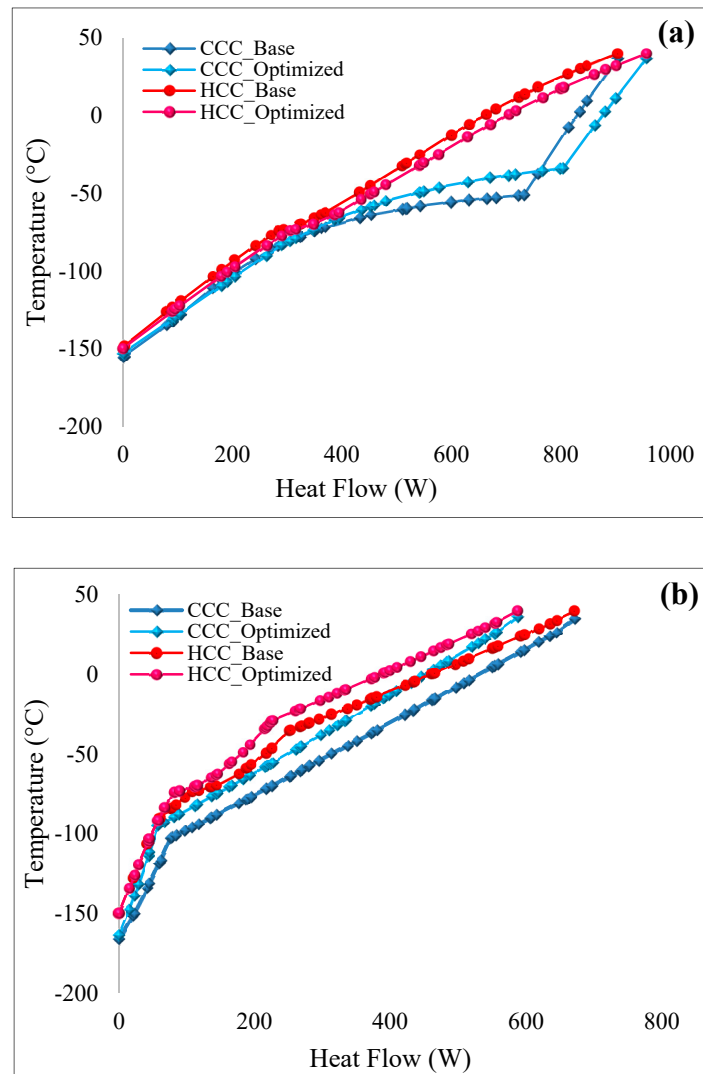 (a)
CCC_Base
CCC_Optimized
HCC_Base
HCC_Optimized
50
0
-50
-100
-150
-200
Temperature (°C)
0 200 400 600 800 1000
Heat Flow (W)
(b)
CCC_Base
CCC_Optimized
HCC_Base
HCC_Optimized
50
0
-50
-100
-150
-200
Temperature (°C)
0 200 400 600 800
Heat Flow (W)